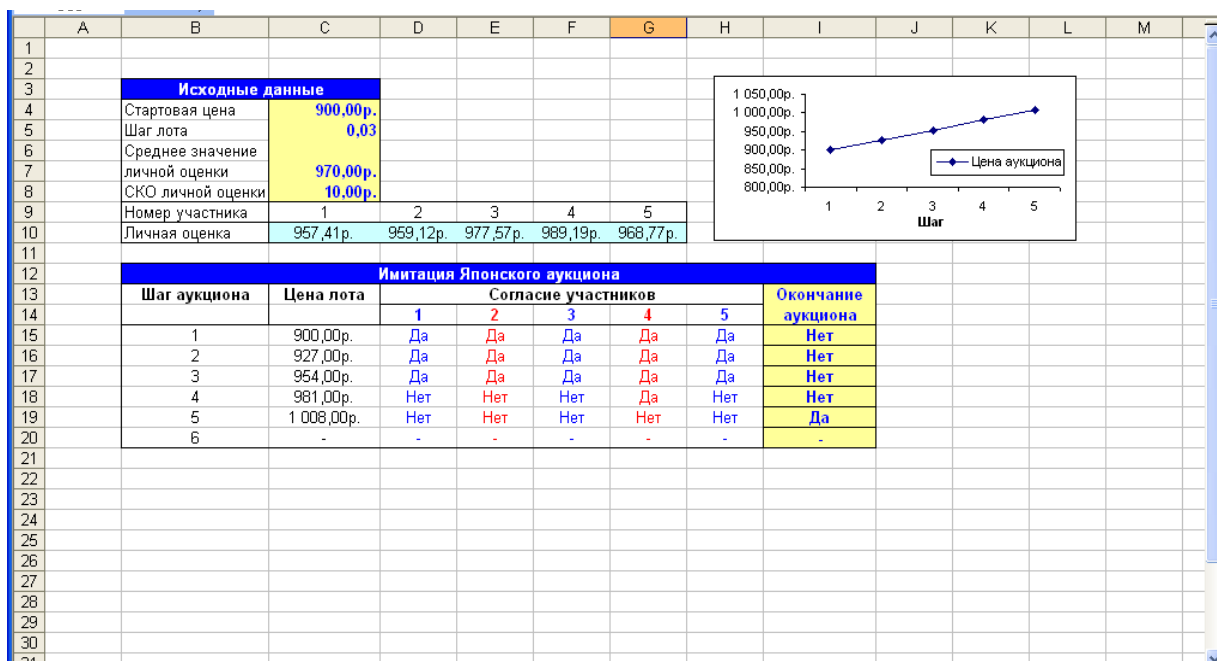 A B C D E F G H I J K L M
1
2
3 Исходные данные
4 Стартовая цена 900,00р.
5 Шаг лота 0,03
6 Среднее значение
7 личной оценки 970,00р.
8 СКО личной оценки 10,00р.
9 Номер участника 1 2 3 4 5
10 Личная оценка 957,41р. 959,12р. 977,57р. 989,19р. 968,77р.
1 050,00р.
1 000,00р.
950,00р.
900,00р.
850,00р.
800,00р.
Цена аукциона
1 2 3 4 5
Шаг
11
12 Имитация Японского аукциона
13 Шаг аукциона Цена лота Согласие участников Окончание
14 1 2 3 4 5 аукциона
15 1 900,00р. Да Да Да Да Да Нет
16 2 927,00р. Да Да Да Да Да Нет
17 3 954,00р. Да Да Да Да Да Нет
18 4 981,00р. Нет Нет Нет Да Нет Нет
19 5 1 008,00р. Нет Нет Нет Нет Нет Да
20 6 - - - - - - -
21
22
23
24
25
26
27
28
29
30